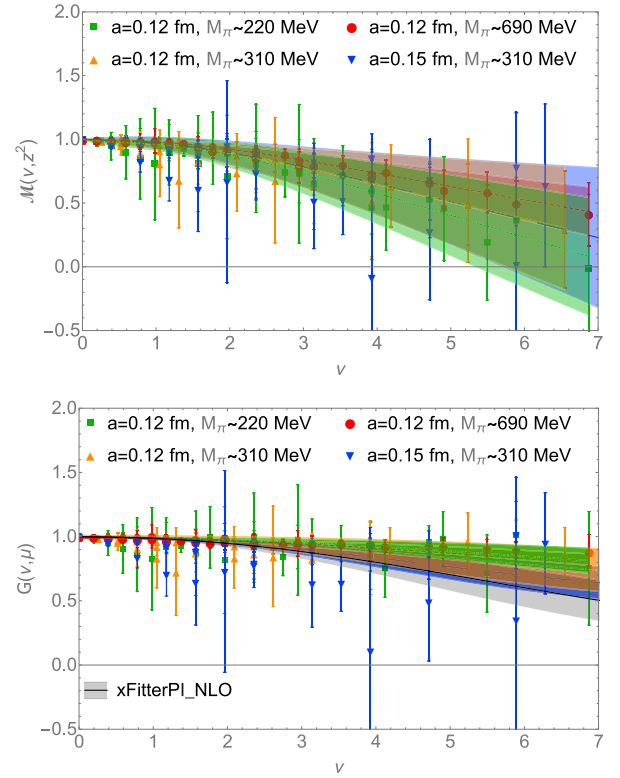 2.0
a=0.12 fm, Mπ~220 MeV
a=0.12 fm, Mπ~690 MeV
a=0.12 fm, Mπ~310 MeV
a=0.15 fm, Mπ~310 MeV
1.5
1.0
0.5
0.0
-0.5
ℳ(ν,z²)
0 1 2 3 4 5 6 7
ν
2.0
a=0.12 fm, Mπ~220 MeV
a=0.12 fm, Mπ~690 MeV
a=0.12 fm, Mπ~310 MeV
a=0.15 fm, Mπ~310 MeV
1.5
1.0
0.5
0.0
-0.5
G(ν,μ)
xFitterPI_NLO
0 1 2 3 4 5 6 7
ν